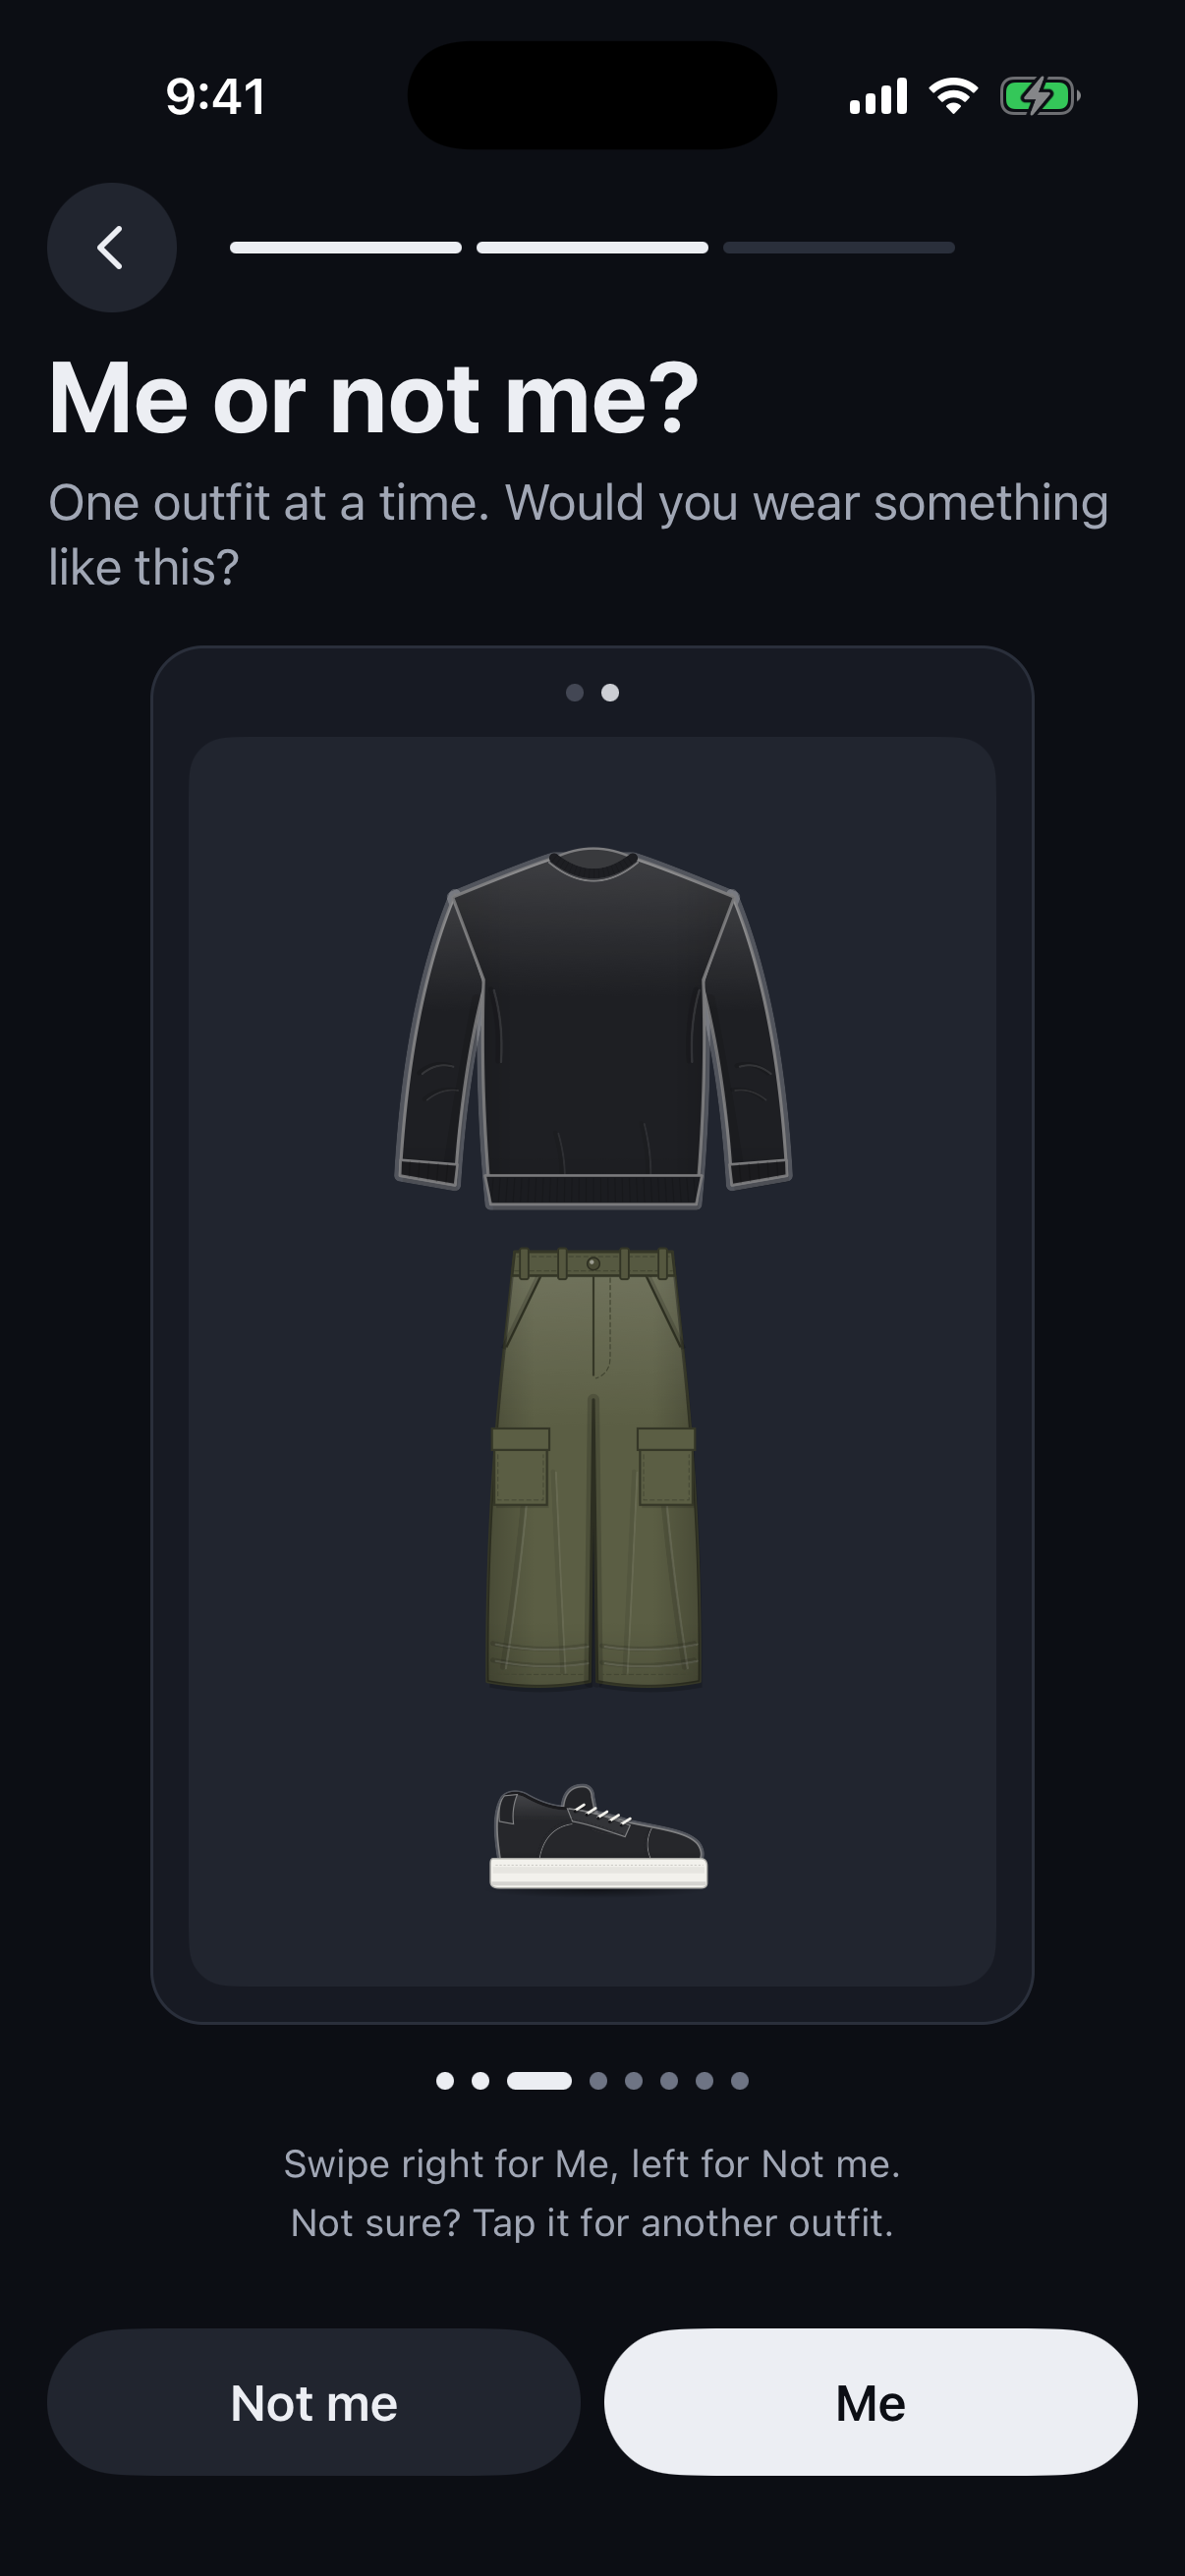 9:41
Me or not me?
One outfit at a time. Would you wear something
like this?
Swipe right for Me, left for Not me.
Not sure? Tap it for another outfit.
Not me
Me